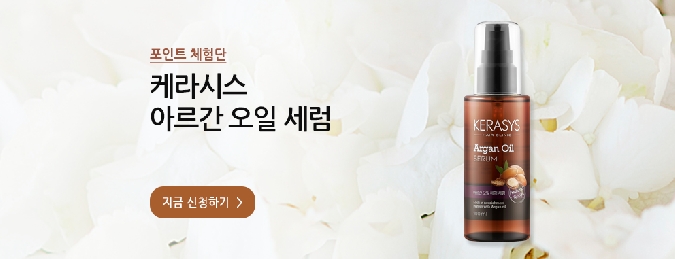 포인트 체험단
케라시스
아르간 오일 세럼
지금 신청하기 >
KERASYS
Argan Oil
SERUM